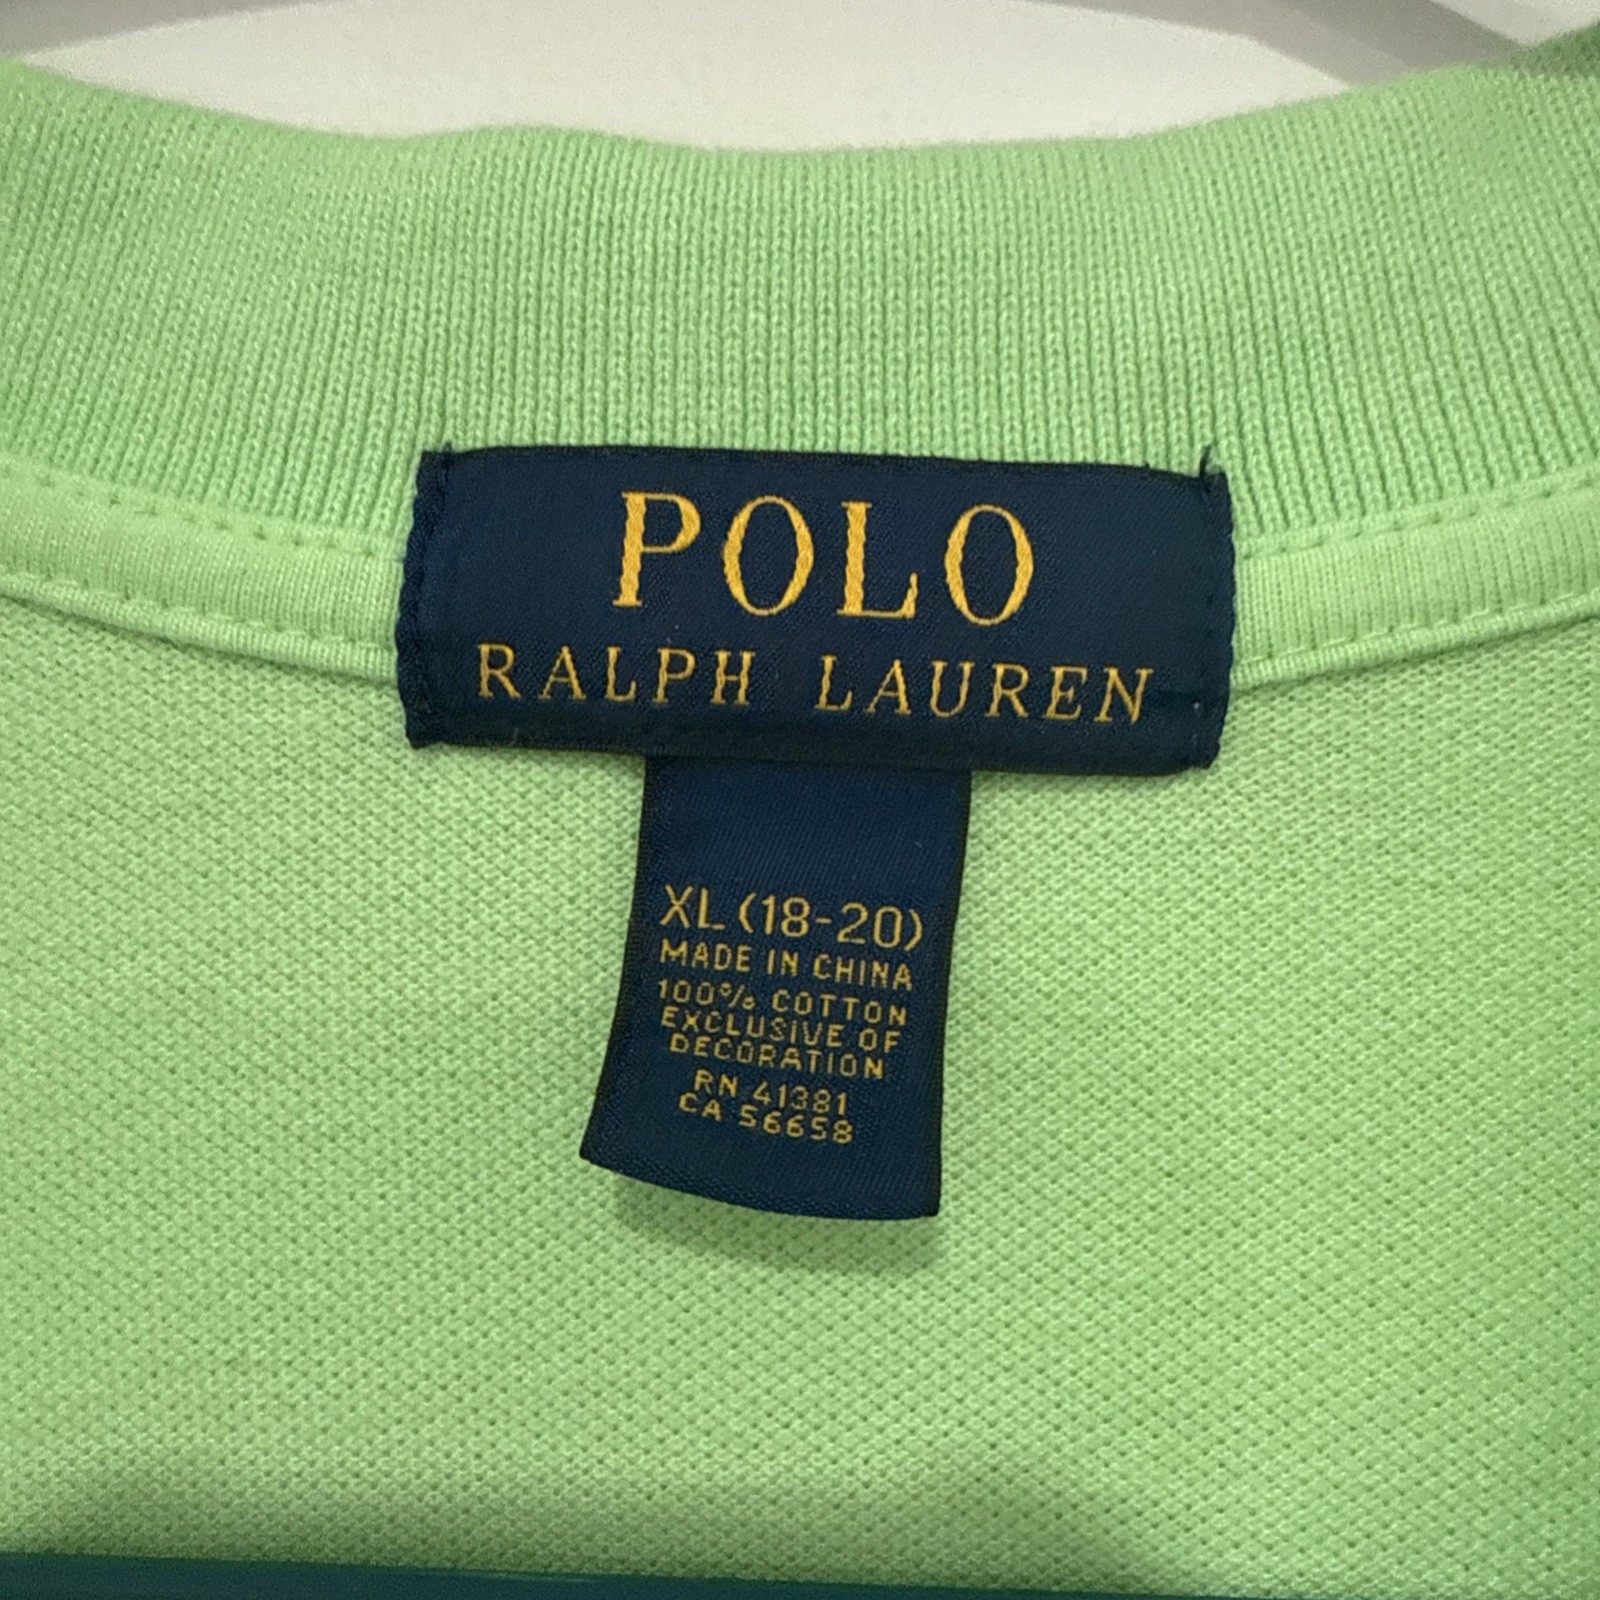 POLO
RALPH LAUREN
XL (18-20)
MADE IN CHINA
100% COTTON
EXCLUSIVE OF
DECORATION
RN 41381
CA 56658